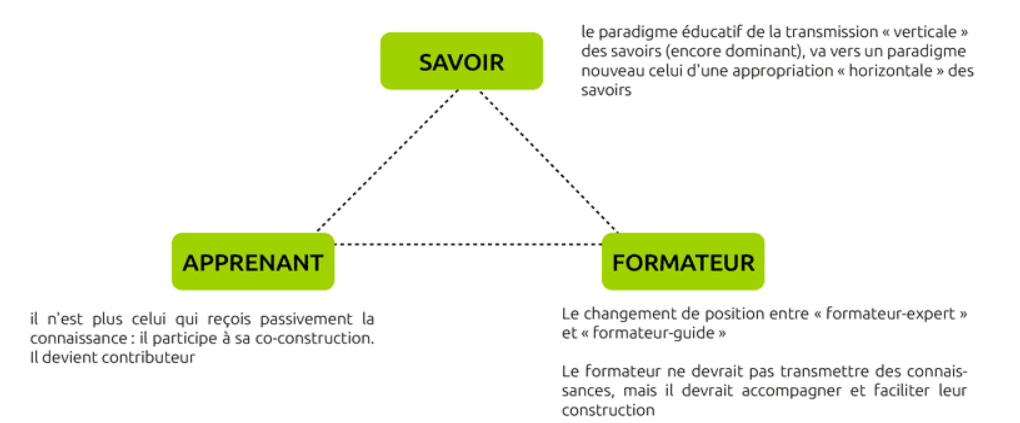 SAVOIR
le paradigme éducatif de la transmission « verticale »
des savoirs (encore dominant), va vers un paradigme
nouveau celui d'une appropriation « horizontale » des
savoirs
APPRENANT
il n'est plus celui qui reçois passivement la
connaissance : il participe à sa co-construction.
Il devient contributeur
FORMATEUR
Le changement de position entre « formateur-expert »
et « formateur-guide »
Le formateur ne devrait pas transmettre des connais-
sances, mais il devrait accompagner et faciliter leur
construction